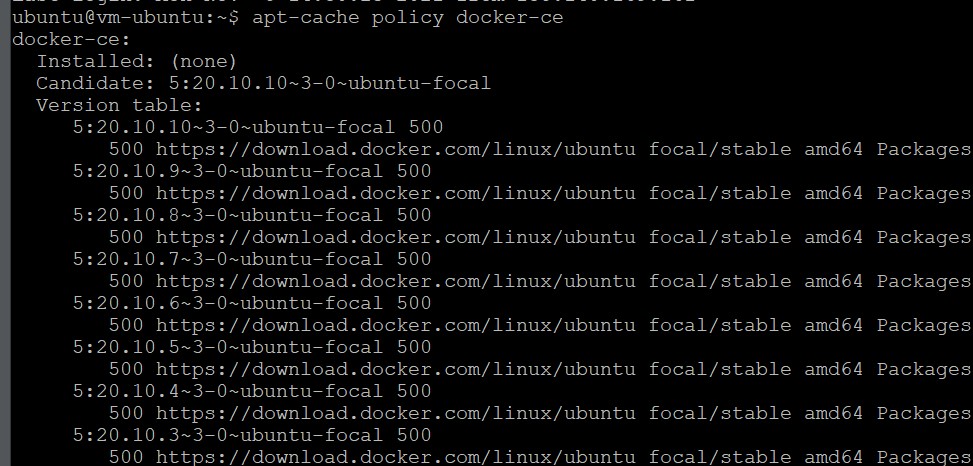 ubuntu@vm-ubuntu:~$ apt-cache policy docker-ce
docker-ce:
  Installed: (none)
  Candidate: 5:20.10.10~3-0~ubuntu-focal
  Version table:
     5:20.10.10~3-0~ubuntu-focal 500
        500 https://download.docker.com/linux/ubuntu focal/stable amd64 Packages
     5:20.10.9~3-0~ubuntu-focal 500
        500 https://download.docker.com/linux/ubuntu focal/stable amd64 Packages
     5:20.10.8~3-0~ubuntu-focal 500
        500 https://download.docker.com/linux/ubuntu focal/stable amd64 Packages
     5:20.10.7~3-0~ubuntu-focal 500
        500 https://download.docker.com/linux/ubuntu focal/stable amd64 Packages
     5:20.10.6~3-0~ubuntu-focal 500
        500 https://download.docker.com/linux/ubuntu focal/stable amd64 Packages
     5:20.10.5~3-0~ubuntu-focal 500
        500 https://download.docker.com/linux/ubuntu focal/stable amd64 Packages
     5:20.10.4~3-0~ubuntu-focal 500
        500 https://download.docker.com/linux/ubuntu focal/stable amd64 Packages
     5:20.10.3~3-0~ubuntu-focal 500
        500 https://download.docker.com/linux/ubuntu focal/stable amd64 Packages